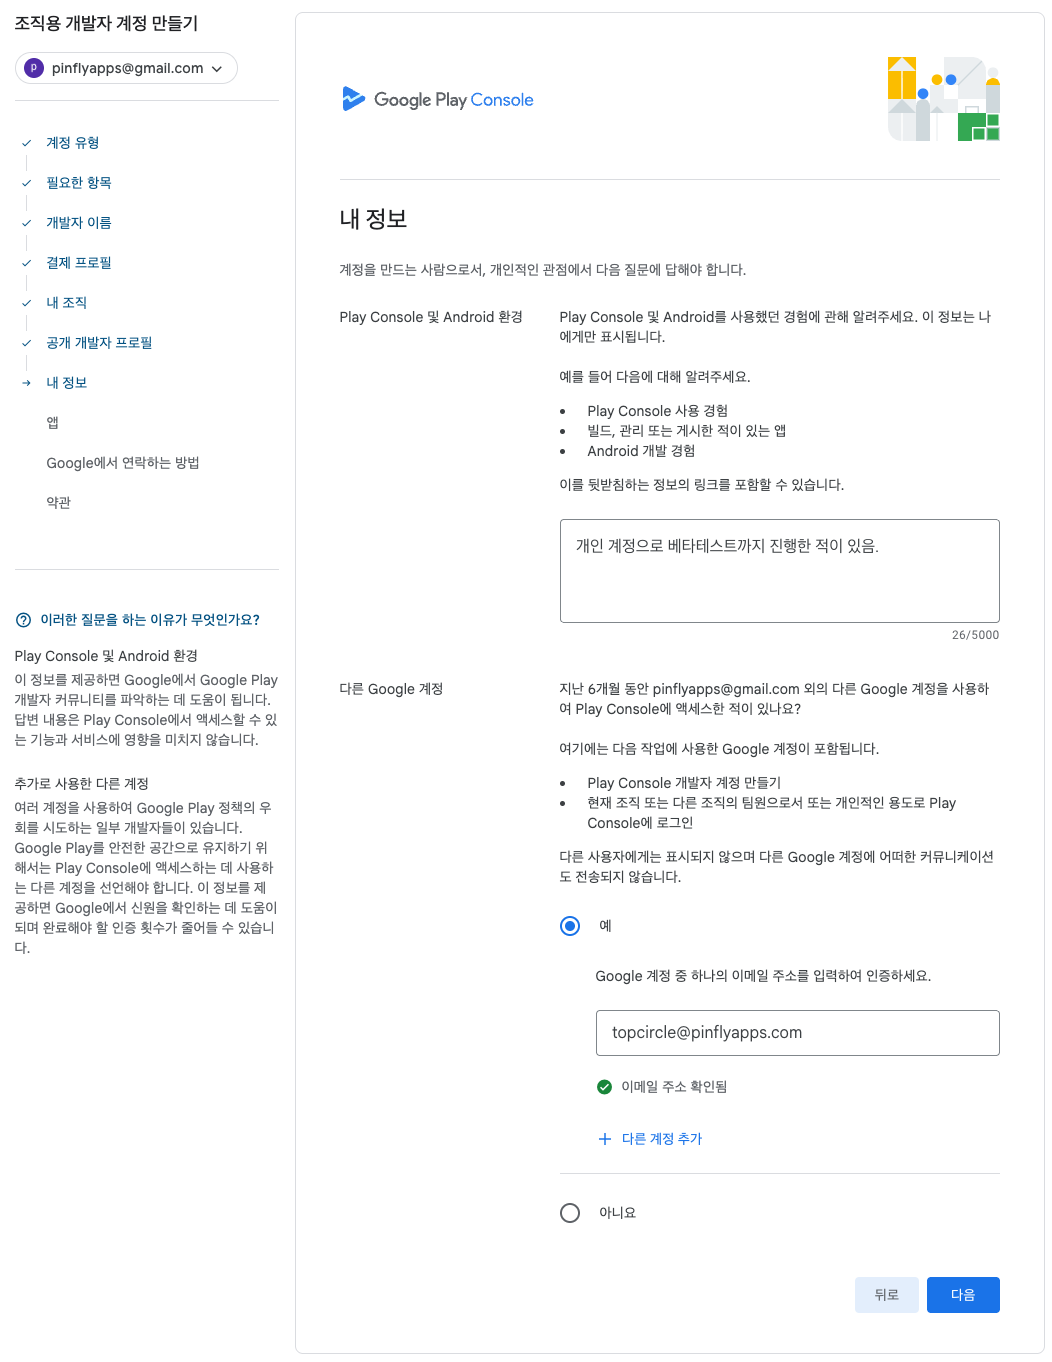 조직용 개발자 계정 만들기
p
pinflyapps@gmail.com
계정 유형
필요한 항목
개발자 이름
결제 프로필
내 조직
공개 개발자 프로필
내 정보
앱
Google에서 연락하는 방법
약관
이러한 질문을 하는 이유가 무엇인가요?
Play Console 및 Android 환경
이 정보를 제공하면 Google에서 Google Play
개발자 커뮤니티를 파악하는 데 도움이 됩니다.
답변 내용은 Play Console에서 액세스할 수 있
는 기능과 서비스에 영향을 미치지 않습니다.
추가로 사용한 다른 계정
여러 계정을 사용하여 Google Play 정책의 우
회를 시도하는 일부 개발자들이 있습니다.
Google Play를 안전한 공간으로 유지하기 위
해서는 Play Console에 액세스하는 데 사용하
는 다른 계정을 선언해야 합니다. 이 정보를 제
공하면 Google에서 신원을 확인하는 데 도움이
되며 완료해야 할 인증 횟수가 줄어들 수 있습니
다.
Google Play Console
내 정보
계정을 만드는 사람으로서, 개인적인 관점에서 다음 질문에 답해야 합니다.
Play Console 및 Android 환경
Play Console 및 Android를 사용했던 경험에 관해 알려주세요. 이 정보는 나
에게만 표시됩니다.
예를 들어 다음에 대해 알려주세요.
• Play Console 사용 경험
• 빌드, 관리 또는 게시한 적이 있는 앱
• Android 개발 경험
이를 뒷받침하는 정보의 링크를 포함할 수 있습니다.
개인 계정으로 베타테스트까지 진행한 적이 있음.
26/5000
다른 Google 계정
지난 6개월 동안 pinflyapps@gmail.com 외의 다른 Google 계정을 사용하
여 Play Console에 액세스한 적이 있나요?
여기에는 다음 작업에 사용한 Google 계정이 포함됩니다.
• Play Console 개발자 계정 만들기
• 현재 조직 또는 다른 조직의 팀원으로서 또는 개인적인 용도로 Play
Console에 로그인
다른 사용자에게는 표시되지 않으며 다른 Google 계정에 어떠한 커뮤니케이션
도 전송되지 않습니다.
예
Google 계정 중 하나의 이메일 주소를 입력하여 인증하세요.
topcircle@pinflyapps.com
이메일 주소 확인됨
+ 다른 계정 추가
아니요
뒤로
다음